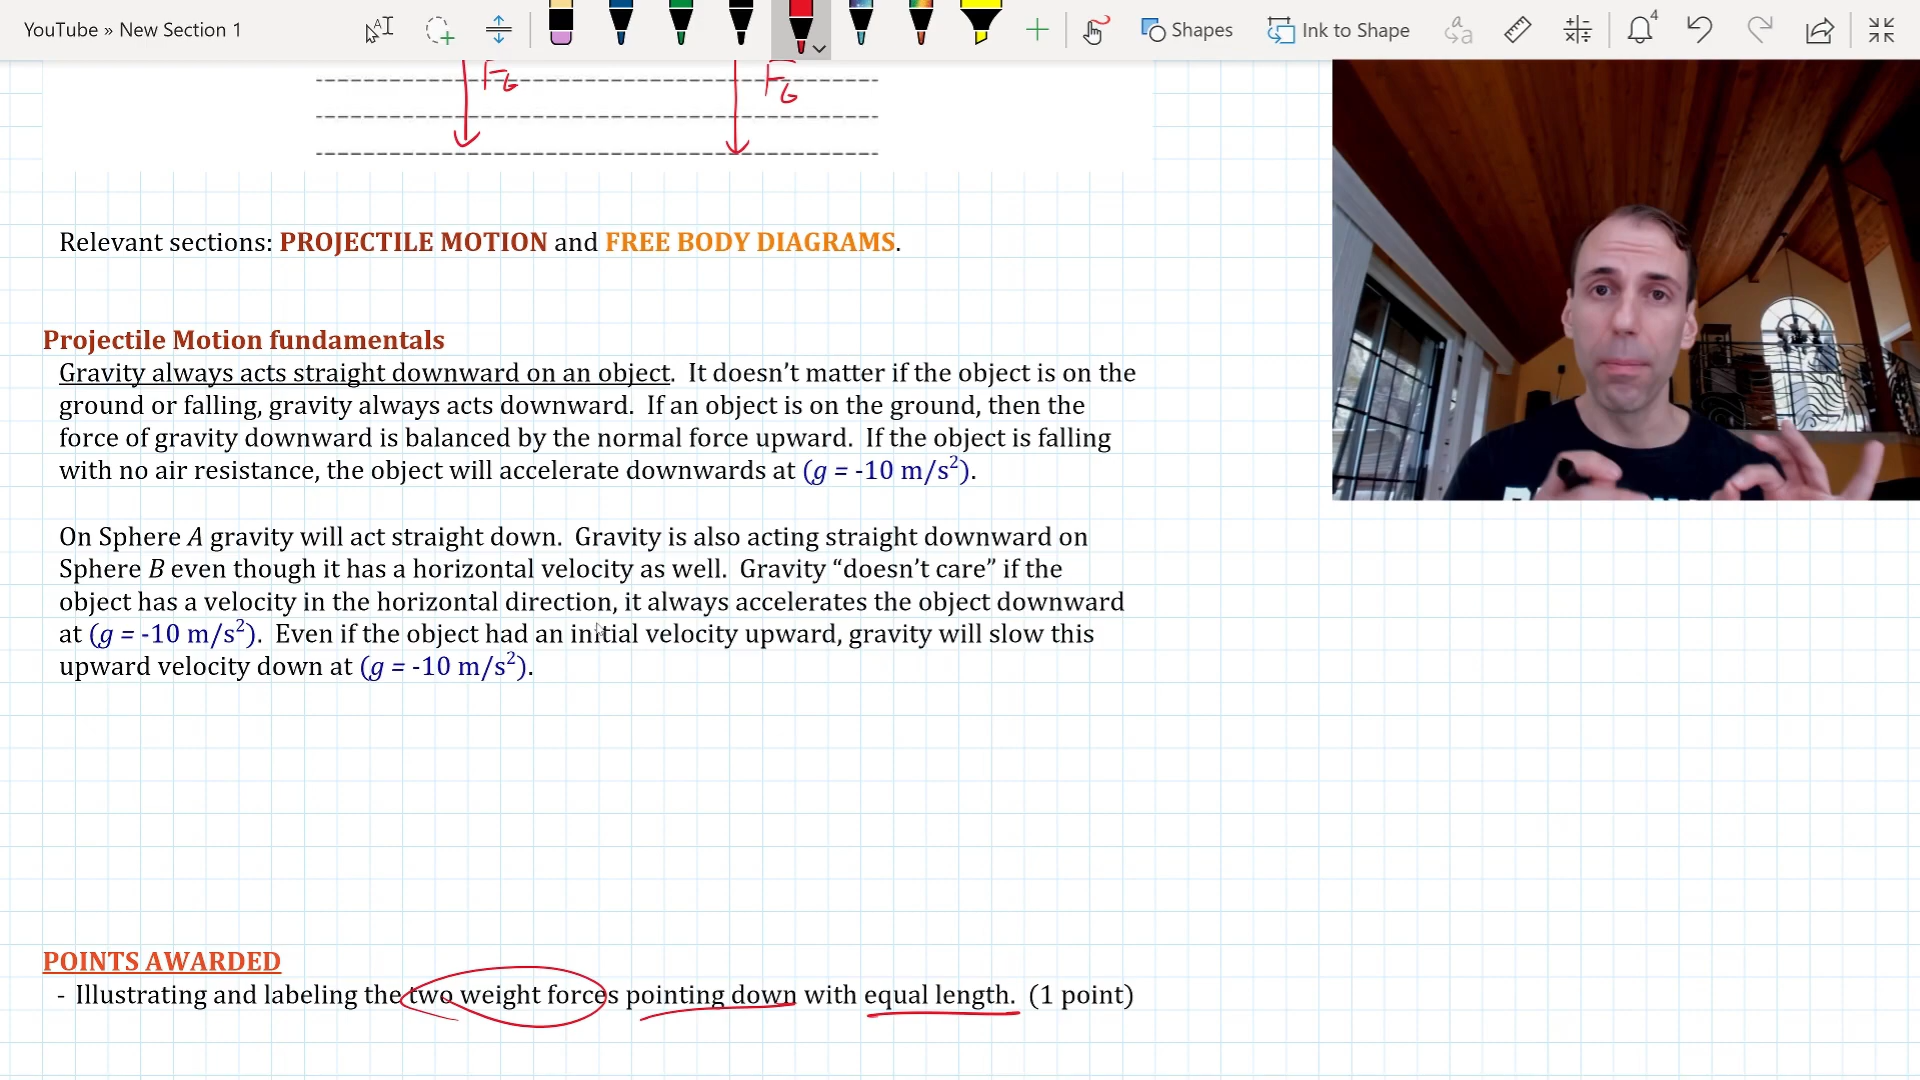 YouTube » New Section 1
Shapes
Ink to Shape
4
FG
FG
Relevant sections: PROJECTILE MOTION and FREE BODY DIAGRAMS.
Projectile Motion fundamentals
Gravity always acts straight downward on an object. It doesn't matter if the object is on the
ground or falling, gravity always acts downward. If an object is on the ground, then the
force of gravity downward is balanced by the normal force upward. If the object is falling
with no air resistance, the object will accelerate downwards at (g = -10 m/s²).
On Sphere A gravity will act straight down. Gravity is also acting straight downward on
Sphere B even though it has a horizontal velocity as well. Gravity “doesn't care” if the
object has a velocity in the horizontal direction, it always accelerates the object downward
at (g = -10 m/s²). Even if the object had an initial velocity upward, gravity will slow this
upward velocity down at (g = -10 m/s²).
POINTS AWARDED
- Illustrating and labeling the two weight forces pointing down with equal length. (1 point)